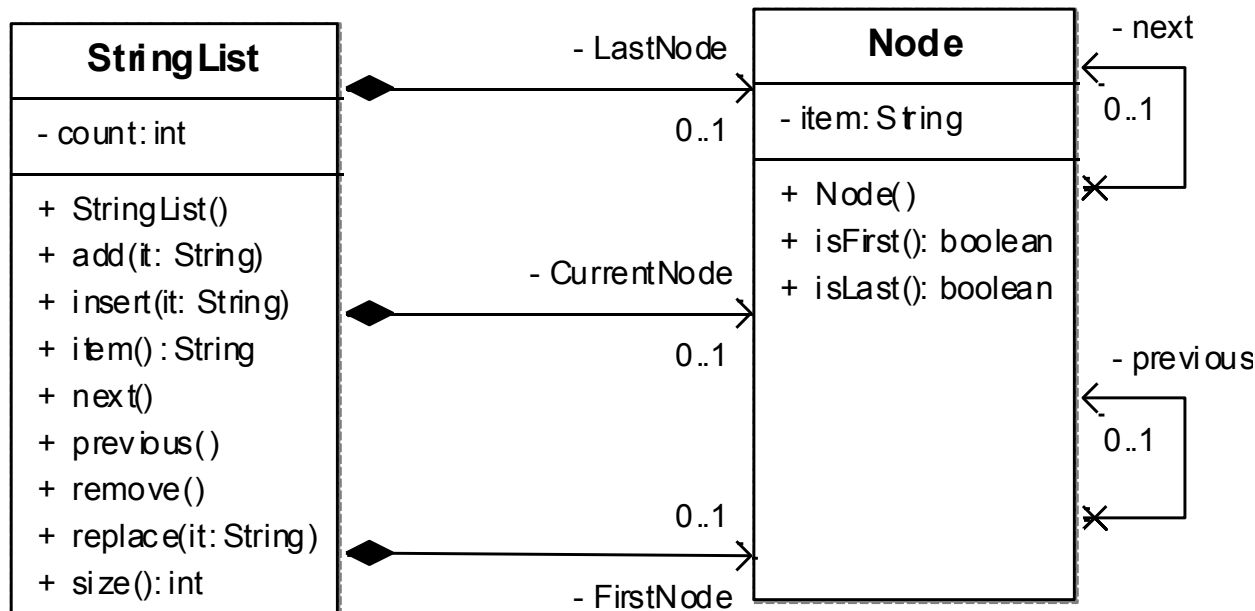 StringList
- count: int
+ StringList()
+ add(it: String)
+ insert(it: String)
+ item(): String
+ next()
+ previous()
+ remove()
+ replace(it: String)
+ size(): int
- LastNode
0..1
- CurrentNode
0..1
0..1
- FirstNode
Node
- item: String
+ Node()
+ isFirst(): boolean
+ isLast(): boolean
- next
0..1
- previous
0..1